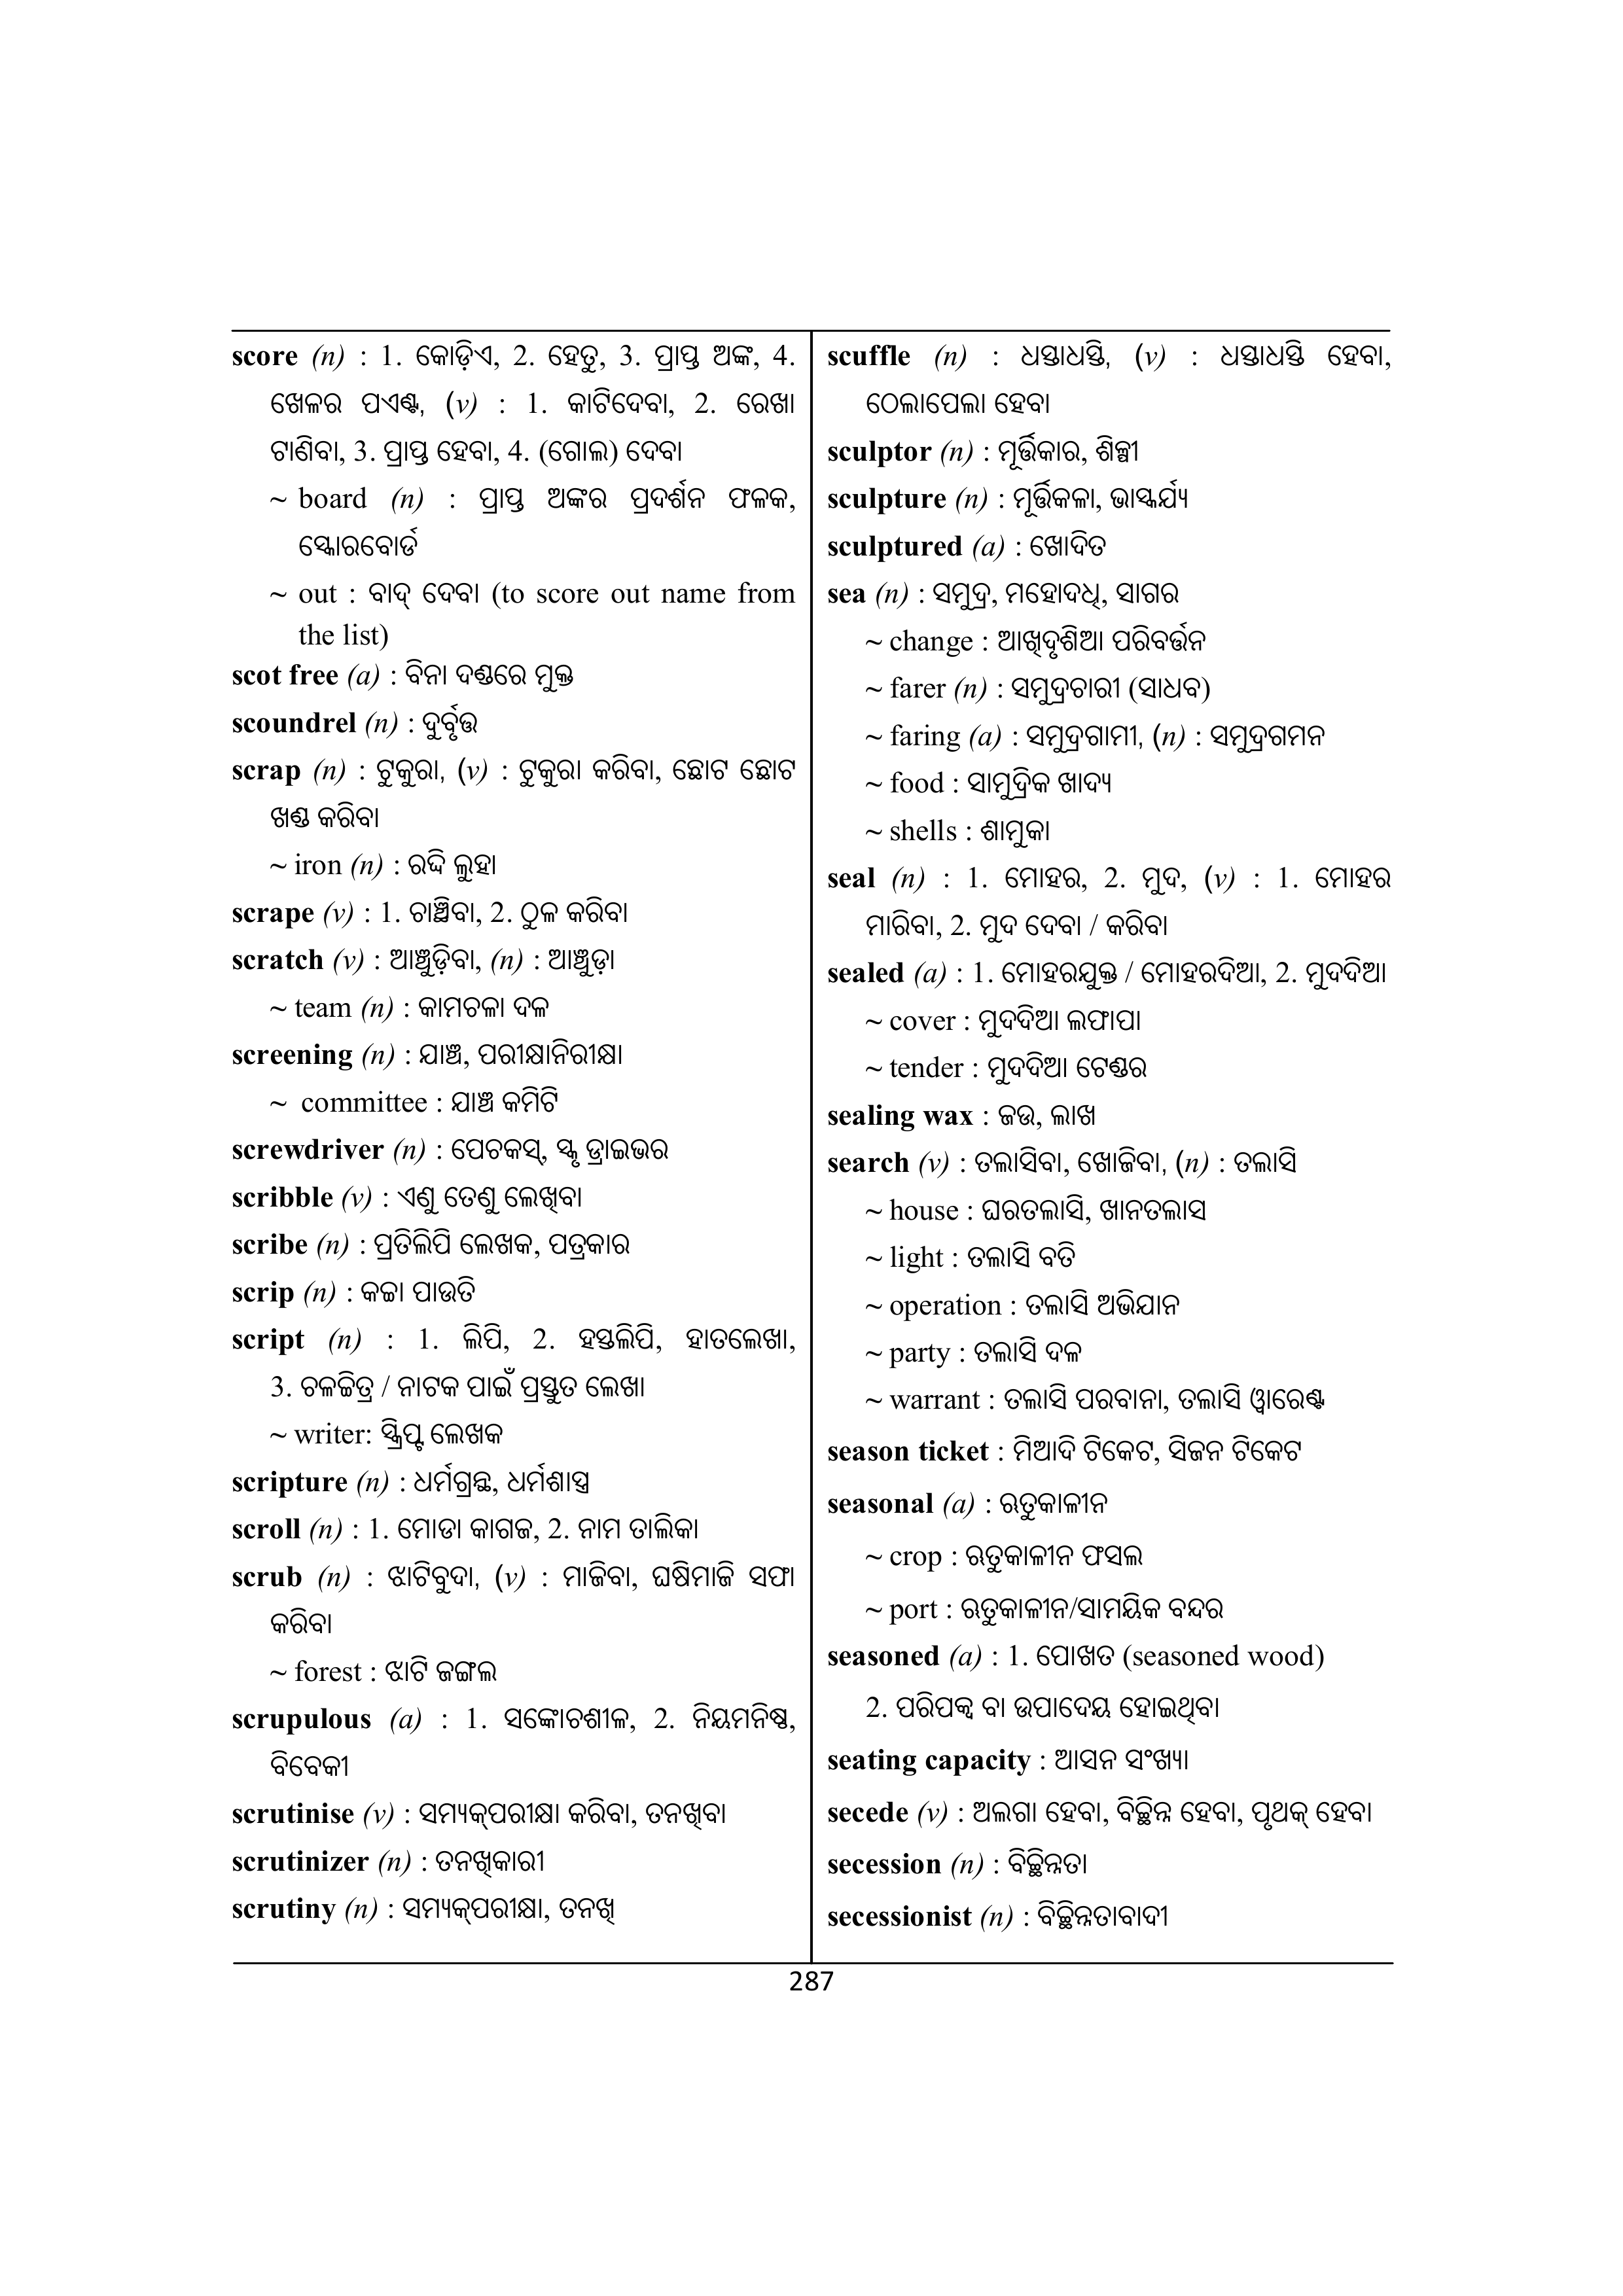 score (n) : 1. କୋଡ଼ିଏ, 2. ହେତୁ, 3. ପ୍ରାପ୍ତ ଅଙ୍କ, 4.
ଖେଳର ପଏଣ୍ଟ, (v) : 1. କାଟିଦେବା, 2. ରେଖା
ଟାଣିବା, 3. ପ୍ରାପ୍ତ ହେବା, 4. (ଗୋଲ) ଦେବା
~ board (n) : ପ୍ରାପ୍ତ ଅଙ୍କର ପ୍ରଦର୍ଶନ ଫଳକ,
ସ୍କୋରବୋର୍ଡ
~ out : ବାଦ୍ ଦେବା (to score out name from
the list)
scot free (a) : ବିନା ଦଣ୍ଡରେ ମୁକ୍ତ
scoundrel (n) : ଦୁର୍ବୃତ୍ତ
scrap (n) : ଟୁକୁରା, (v) : ଟୁକୁରା କରିବା, ଛୋଟ ଛୋଟ
ଖଣ୍ଡ କରିବା
~ iron (n) : ରଦ୍ଦି ଲୁହା
scrape (v) : 1. ଚାଞ୍ଛିବା, 2. ଠୁଳ କରିବା
scratch (v) : ଆଞ୍ଚୁଡ଼ିବା, (n) : ଆଞ୍ଚୁଡ଼ା
~ team (n) : କାମଚଳା ଦଳ
screening (n) : ଯାଞ୍ଚ, ପରୀକ୍ଷାନିରୀକ୍ଷା
~ committee : ଯାଞ୍ଚ କମିଟି
screwdriver (n) : ପେଚକସ୍, ସ୍କୃ ଡ୍ରାଇଭର
scribble (v) : ଏଣୁ ତେଣୁ ଲେଖିବା
scribe (n) : ପ୍ରତିଲିପି ଲେଖକ, ପତ୍ରକାର
scrip (n) : କଚ୍ଚା ପାଉତି
script (n) : 1. ଲିପି, 2. ହସ୍ତଲିପି, ହାତଲେଖା,
3. ଚଳଚ୍ଚିତ୍ର / ନାଟକ ପାଇଁ ପ୍ରସ୍ତୁତ ଲେଖା
~ writer: ସ୍କ୍ରିପ୍ଟ ଲେଖକ
scripture (n) : ଧର୍ମଗ୍ରନ୍ଥ, ଧର୍ମଶାସ୍ତ୍ର
scroll (n) : 1. ମୋଡା କାଗଜ, 2. ନାମ ତାଲିକା
scrub (n) : ଝାଟିବୁଦା, (v) : ମାଜିବା, ଘଷିମାଜି ସଫା
କରିବା
~ forest : ଝାଟି ଜଙ୍ଗଲ
scrupulous (a) : 1. ସଙ୍କୋଚଶୀଳ, 2. ନିୟମନିଷ୍ଠ,
ବିବେକୀ
scrutinise (v) : ସମ୍ୟକ୍‌ପରୀକ୍ଷା କରିବା, ତନଖିବା
scrutinizer (n) : ତନଖିକାରୀ
scrutiny (n) : ସମ୍ୟକ୍‌ପରୀକ୍ଷା, ତନଖି
scuffle (n) : ଧସ୍ତାଧସ୍ତି, (v) : ଧସ୍ତାଧସ୍ତି ହେବା,
ଠେଲାପେଲା ହେବା
sculptor (n) : ମୂର୍ତ୍ତିକାର, ଶିଳ୍ପୀ
sculpture (n) : ମୂର୍ତ୍ତିକଳା, ଭାସ୍କର୍ଯ୍ୟ
sculptured (a) : ଖୋଦିତ
sea (n) : ସମୁଦ୍ର, ମହୋଦଧି, ସାଗର
~ change : ଆଖିଦୃଶିଆ ପରିବର୍ତ୍ତନ
~ farer (n) : ସମୁଦ୍ରଚାରୀ (ସାଧବ)
~ faring (a) : ସମୁଦ୍ରଗାମୀ, (n) : ସମୁଦ୍ରଗମନ
~ food : ସାମୁଦ୍ରିକ ଖାଦ୍ୟ
~ shells : ଶାମୁକା
seal (n) : 1. ମୋହର, 2. ମୁଦ, (v) : 1. ମୋହର
ମାରିବା, 2. ମୁଦ ଦେବା / କରିବା
sealed (a) : 1. ମୋହରଯୁକ୍ତ / ମୋହରଦିଆ, 2. ମୁଦଦିଆ
~ cover : ମୁଦଦିଆ ଲଫାପା
~ tender : ମୁଦଦିଆ ଟେଣ୍ଡର
sealing wax : ଜଉ, ଲାଖ
search (v) : ତଲାସିବା, ଖୋଜିବା, (n) : ତଲାସି
~ house : ଘରତଲାସି, ଖାନତଲାସ
~ light : ତଲାସି ବତି
~ operation : ତଲାସି ଅଭିଯାନ
~ party : ତଲାସି ଦଳ
~ warrant : ତଲାସି ପରବାନା, ତଲାସି ୱାରେଣ୍ଟ
season ticket : ମିଆଦି ଟିକେଟ, ସିଜନ ଟିକେଟ
seasonal (a) : ଋତୁକାଳୀନ
~ crop : ଋତୁକାଳୀନ ଫସଲ
~ port : ଋତୁକାଳୀନ/ସାମୟିକ ବନ୍ଦର
seasoned (a) : 1. ପୋଖତ (seasoned wood)
2. ପରିପକ୍ୱ ବା ଉପାଦେୟ ହୋଇଥିବା
seating capacity : ଆସନ ସଂଖ୍ୟା
secede (v) : ଅଲଗା ହେବା, ବିଚ୍ଛିନ୍ନ ହେବା, ପୃଥକ୍ ହେବା
secession (n) : ବିଚ୍ଛିନ୍ନତା
secessionist (n) : ବିଚ୍ଛିନ୍ନତାବାଦୀ
287